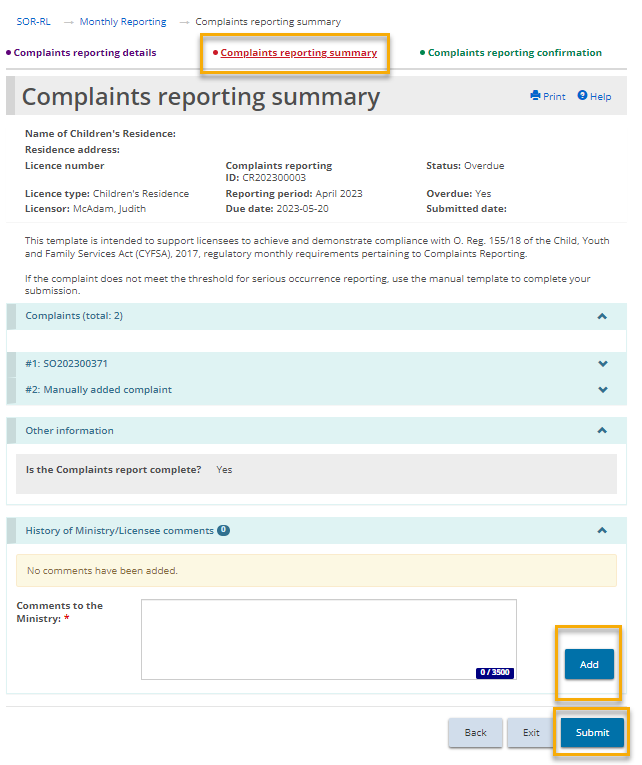 SOR-RL → Monthly Reporting → Complaints reporting summary
• Complaints reporting details • Complaints reporting summary • Complaints reporting confirmation
Complaints reporting summary Print Help
Name of Children's Residence:
Residence address:
Licence number Complaints reporting Status: Overdue
ID: CR202300003
Licence type: Children's Residence Reporting period: April 2023 Overdue: Yes
Licensor: McAdam, Judith Due date: 2023-05-20 Submitted date:
This template is intended to support licensees to achieve and demonstrate compliance with O. Reg. 155/18 of the Child, Youth
and Family Services Act (CYFSA), 2017, regulatory monthly requirements pertaining to Complaints Reporting.
If the complaint does not meet the threshold for serious occurrence reporting, use the manual template to complete your
submission.
Complaints (total: 2)
#1: SO202300371
#2: Manually added complaint
Other information
Is the Complaints report complete? Yes
History of Ministry/Licensee comments 0
No comments have been added.
Comments to the
Ministry: *
0 / 3500
Add
Back Exit Submit